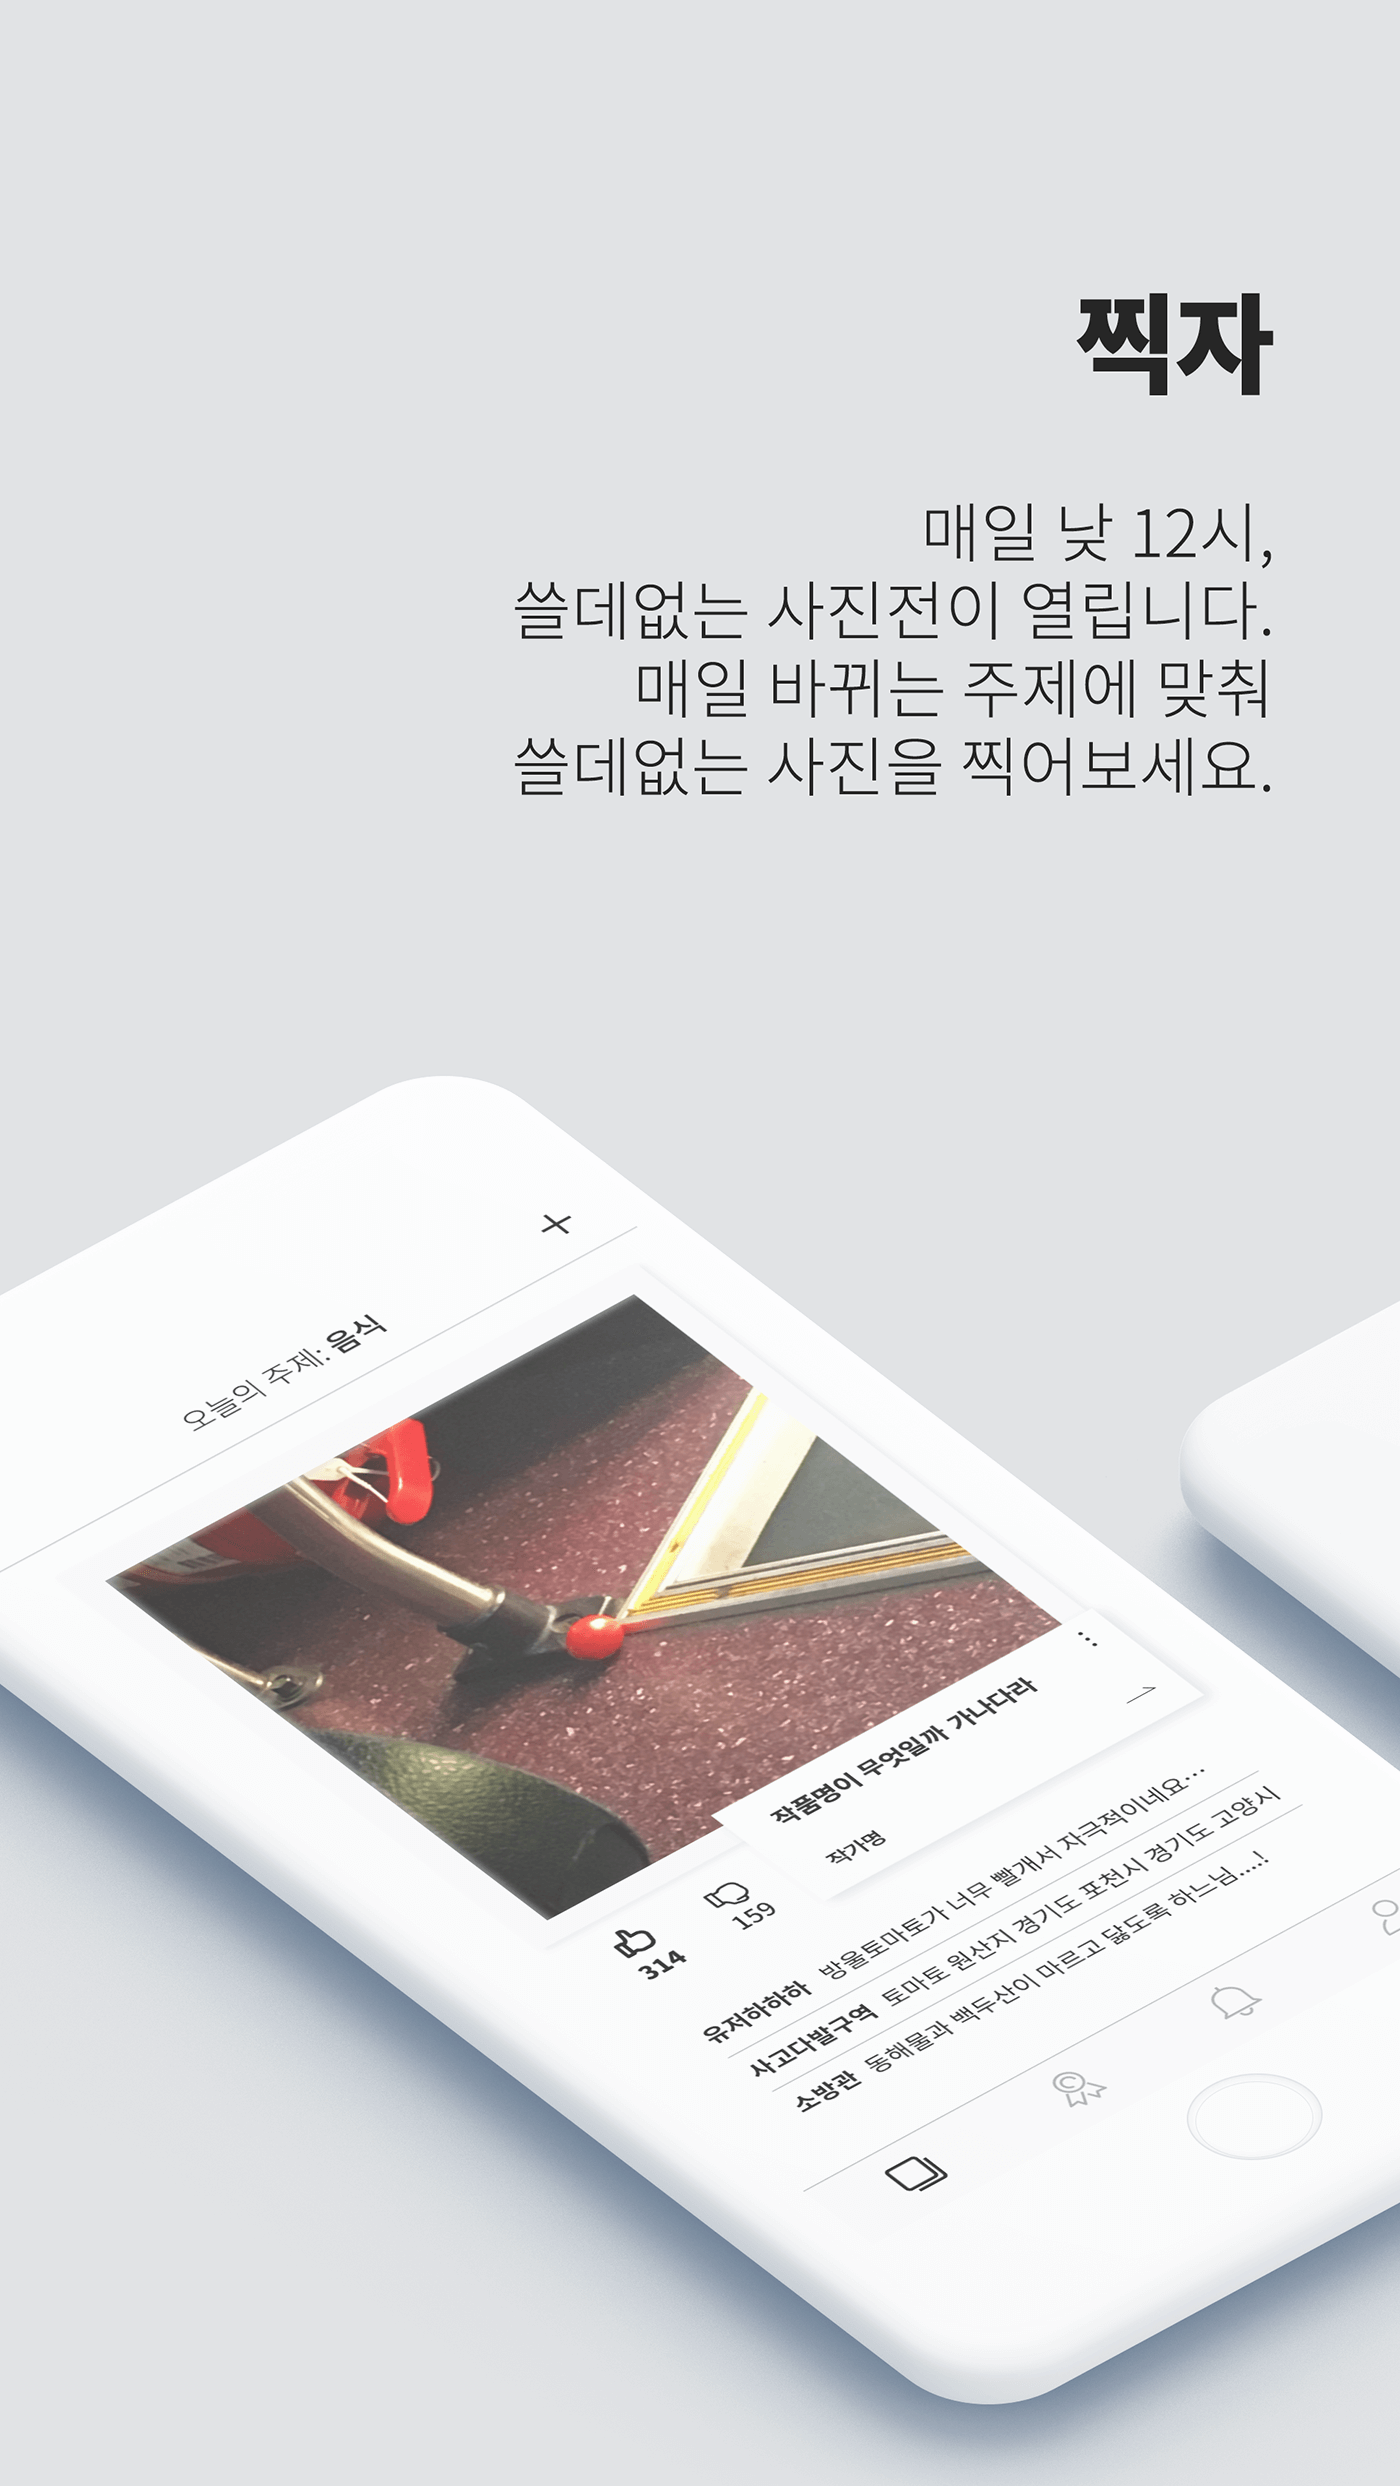 찍자
매일 낮 12시,
쓸데없는 사진전이 열립니다.
매일 바뀌는 주제에 맞춰
쓸데없는 사진을 찍어보세요.
오늘의 주제: 음식
작품명이 무엇일까 가나다라
작가명
314
159
유저하하하 방울토마토가 너무 빨개서 자극적이네요…
사고다발구역 토마토 원산지 경기도 포천시 경기도 고양시
소방관 동해물과 백두산이 마르고 닳도록 하느님....!